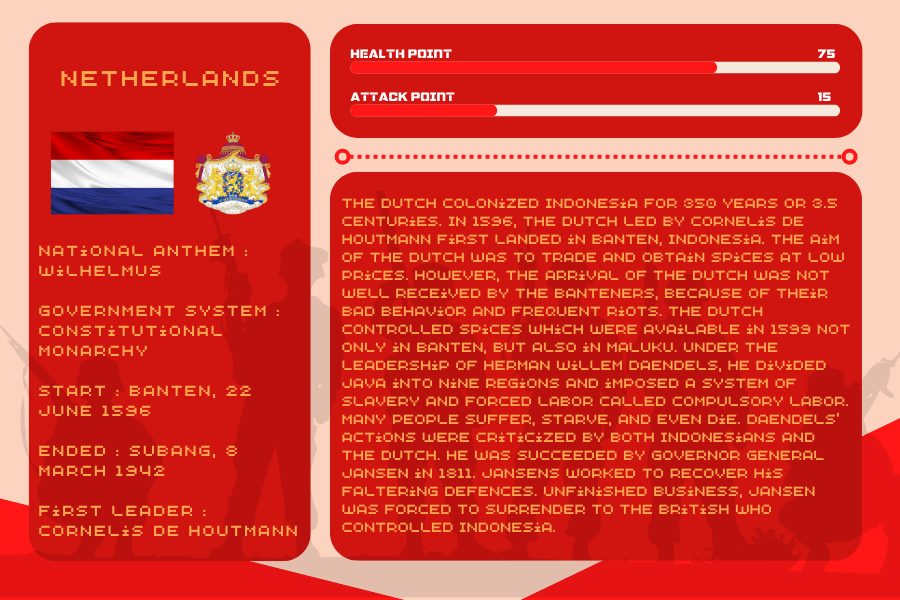 NETHERLANDS
NATIONAL ANTHEM :
WILHELMUS
GOVERNMENT SYSTEM :
CONSTITUTIONAL
MONARCHY
START : BANTEN, 22
JUNE 1596
ENDED : SUBANG, 8
MARCH 1942
FIRST LEADER :
CORNELIS DE HOUTMANN
HEALTH POINT 75
ATTACK POINT 15
THE DUTCH COLONIZED INDONESIA FOR 350 YEARS OR 3.5
CENTURIES. IN 1596, THE DUTCH LED BY CORNELIS DE
HOUTMANN FIRST LANDED IN BANTEN, INDONESIA. THE AIM
OF THE DUTCH WAS TO TRADE AND OBTAIN SPICES AT LOW
PRICES. HOWEVER, THE ARRIVAL OF THE DUTCH WAS NOT
WELL RECEIVED BY THE BANTENERS, BECAUSE OF THEIR
BAD BEHAVIOR AND FREQUENT RIOTS. THE DUTCH
CONTROLLED SPICES WHICH WERE AVAILABLE IN 1599 NOT
ONLY IN BANTEN, BUT ALSO IN MALUKU. UNDER THE
LEADERSHIP OF HERMAN WILLEM DAENDELS, HE DIVIDED
JAVA INTO NINE REGIONS AND IMPOSED A SYSTEM OF
SLAVERY AND FORCED LABOR CALLED COMPULSORY LABOR.
MANY PEOPLE SUFFER, STARVE, AND EVEN DIE. DAENDELS'
ACTIONS WERE CRITICIZED BY BOTH INDONESIANS AND
THE DUTCH. HE WAS SUCCEEDED BY GOVERNOR GENERAL
JANSEN IN 1811. JANSENS WORKED TO RECOVER HIS
FALTERING DEFENCES. UNFINISHED BUSINESS, JANSEN
WAS FORCED TO SURRENDER TO THE BRITISH WHO
CONTROLLED INDONESIA.